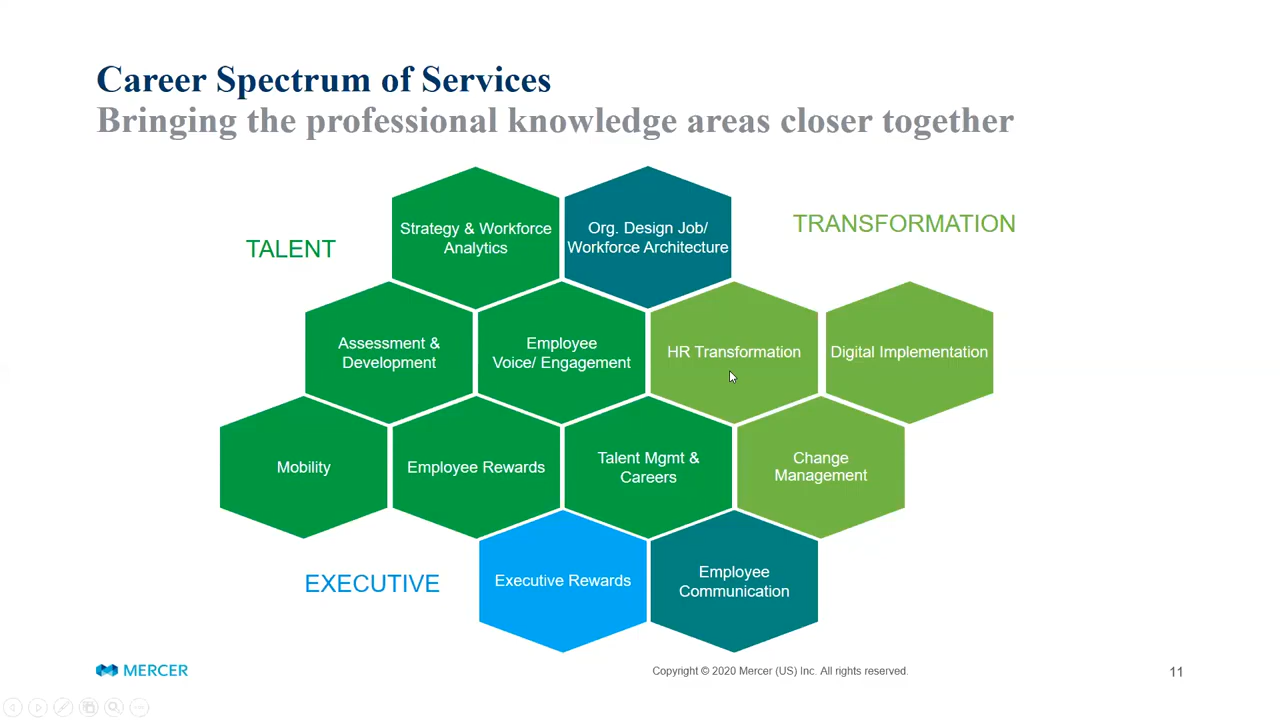 Career Spectrum of Services
Bringing the professional knowledge areas closer together
TALENT
Strategy & Workforce
Analytics
Org. Design Job/
Workforce Architecture
TRANSFORMATION
Assessment &
Development
Employee
Voice/ Engagement
HR Transformation
Digital Implementation
Mobility
Employee Rewards
Talent Mgmt &
Careers
Change
Management
EXECUTIVE
Executive Rewards
Employee
Communication
MERCER
Copyright © 2020 Mercer (US) Inc. All rights reserved.
11